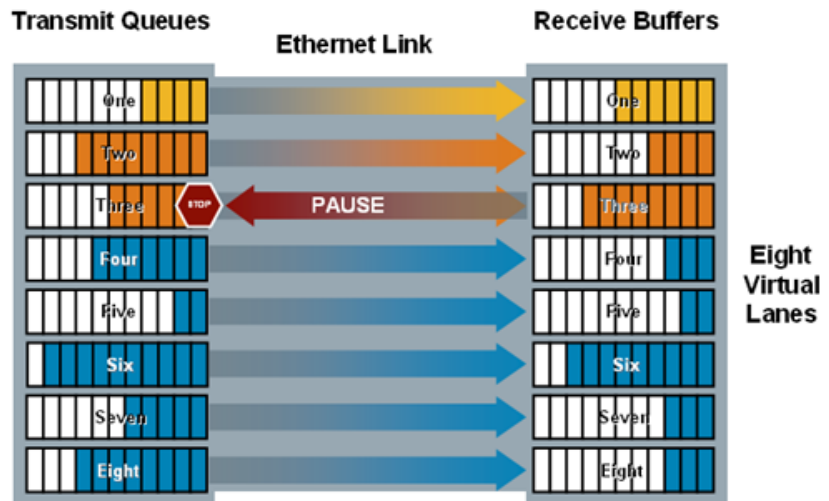 Transmit Queues
Ethernet Link
Receive Buffers
One
One
Two
Two
Three
STOP
PAUSE
Three
Four
Four
Five
Five
Six
Six
Seven
Seven
Eight
Eight
Eight
Virtual
Lanes